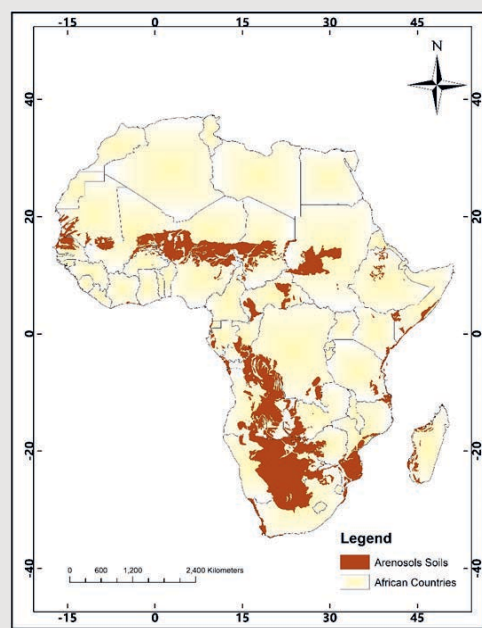 -15 0 15 30 45
N
40 40
20 20
0 0
-20 -20
-40 -40
Legend
Arenosols Soils
African Countries
0 600 1,200 2,400 Kilometers
-15 0 15 30 45